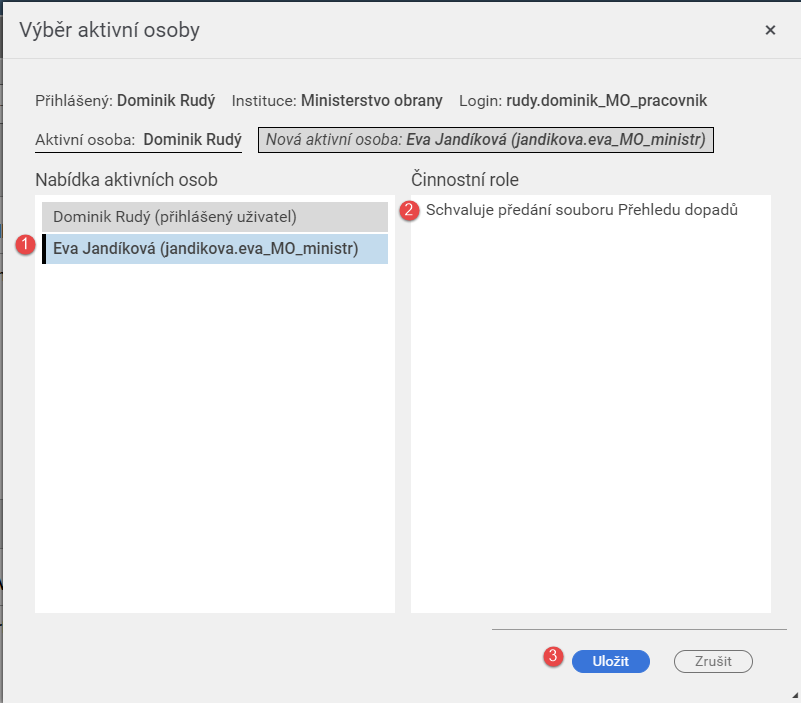 Výběr aktivní osoby ×
Přihlášený: Dominik Rudý Instituce: Ministerstvo obrany Login: rudy.dominik_MO_pracovnik
Aktivní osoba: Dominik Rudý Nová aktivní osoba: Eva Jandíková (jandikova.eva_MO_ministr)
Nabídka aktivních osob
Dominik Rudý (přihlášený uživatel)
1 Eva Jandíková (jandikova.eva_MO_ministr)
Činnostní role
2 Schvaluje předání souboru Přehledu dopadů
3 Uložit Zrušit